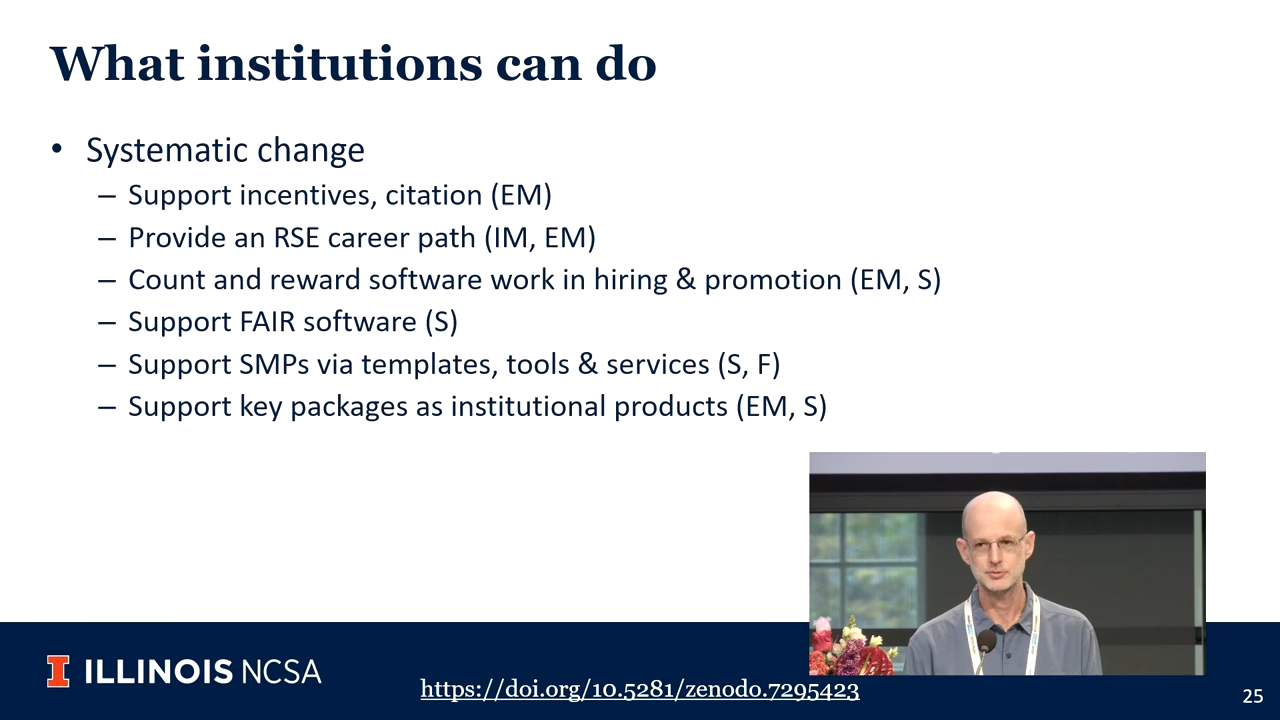 What institutions can do
• Systematic change
– Support incentives, citation (EM)
– Provide an RSE career path (IM, EM)
– Count and reward software work in hiring & promotion (EM, S)
– Support FAIR software (S)
– Support SMPs via templates, tools & services (S, F)
– Support key packages as institutional products (EM, S)
I ILLINOIS NCSA
https://doi.org/10.5281/zenodo.7295423
25